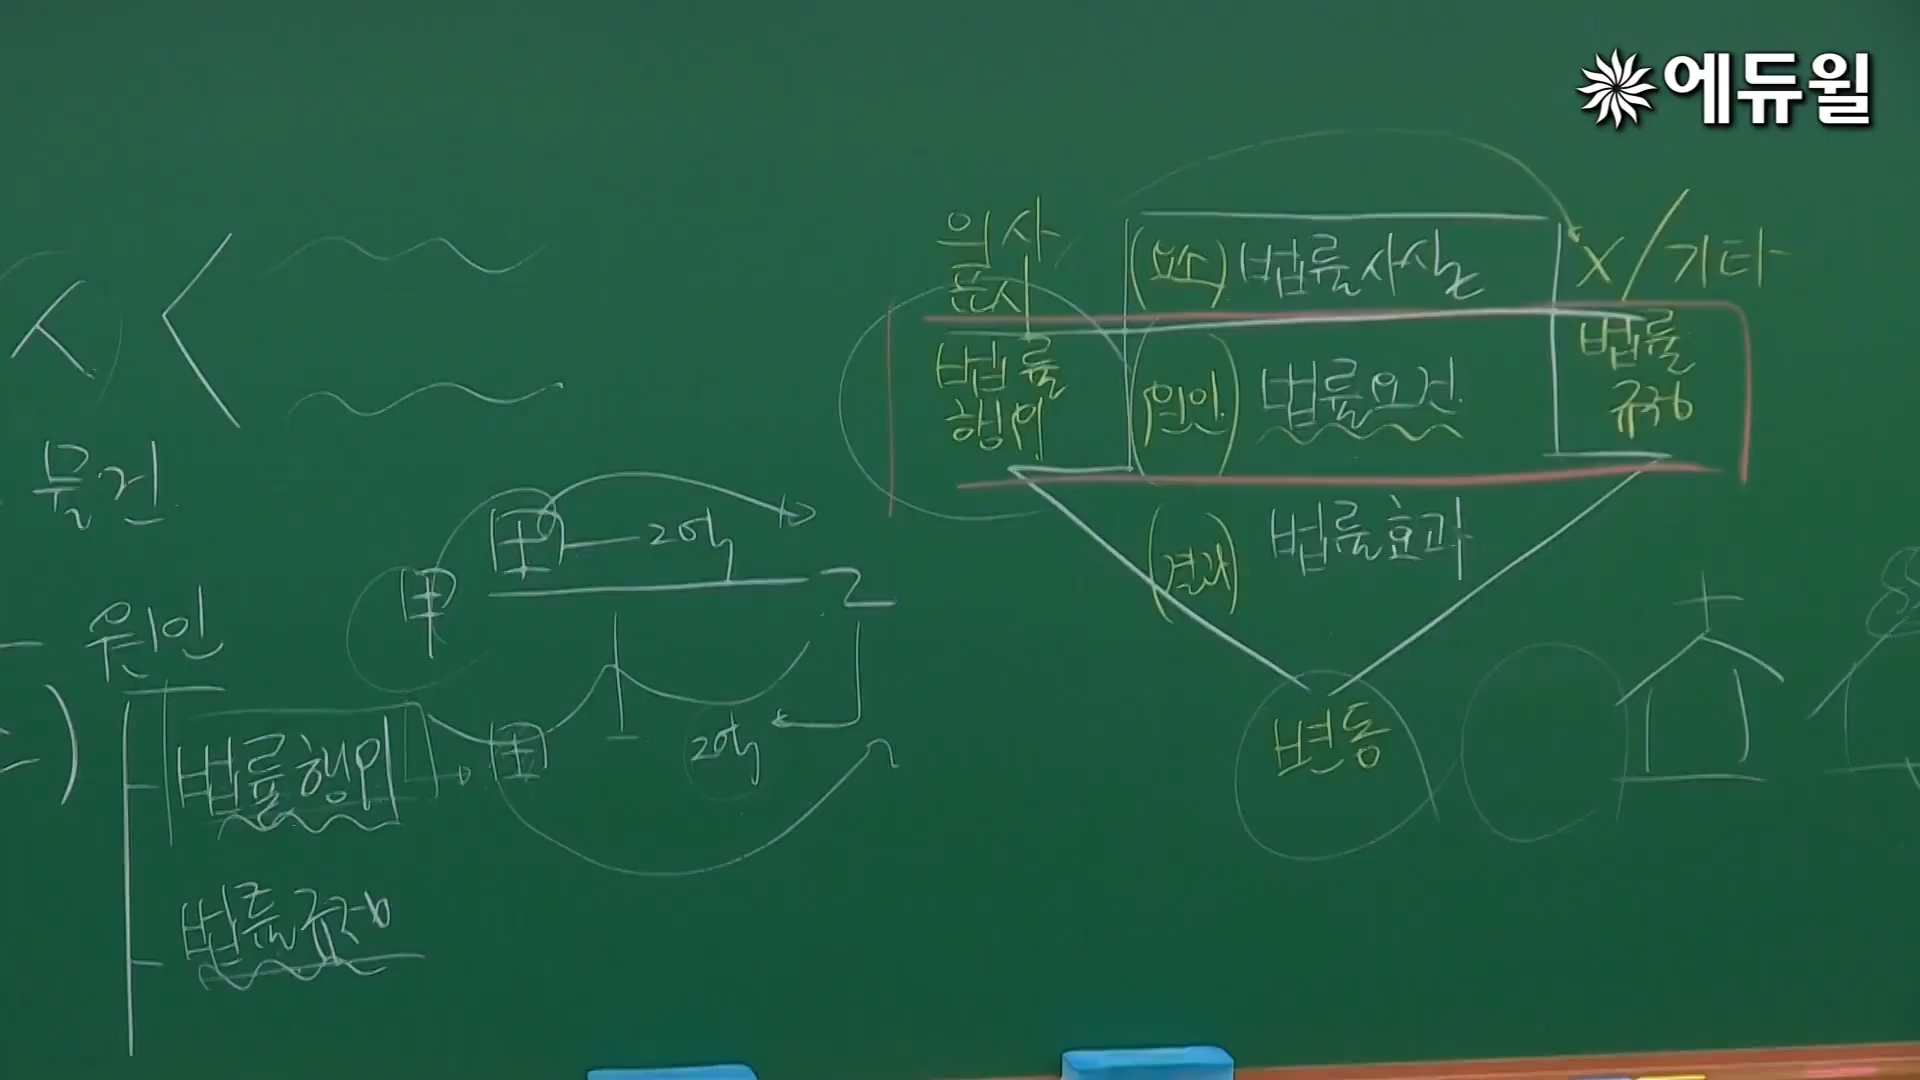 에듀윌
물건
원인
법률행위
법률규정
甲
田 2억
乙
田
2억
의사
표시
(요소) 법률사실
X / 기타
법률
행위
(원인) 법률요건
법률
규정
(결과) 법률효과
변동